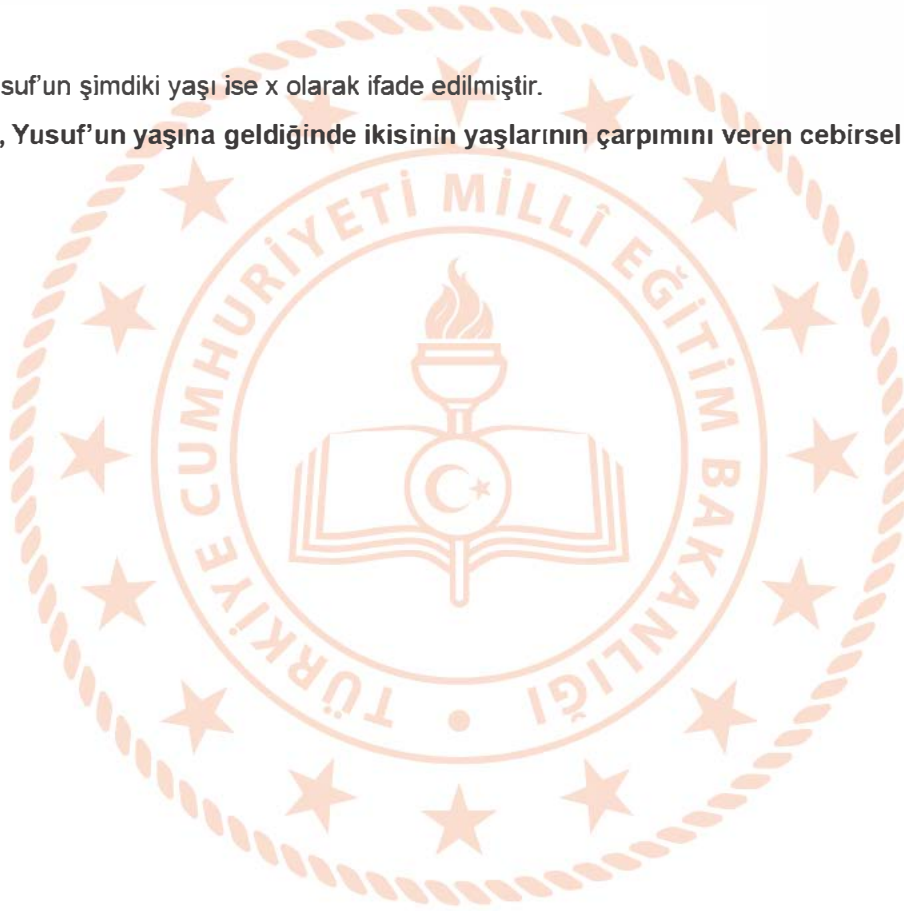 suf’un şimdiki yaşı ise x olarak ifade edilmiştir.
, Yusuf’un yaşına geldiğinde ikisinin yaşlarının çarpımını veren cebirsel
TÜRKİYE CUMHURİYETİ MİLLÎ EĞİTİM BAKANLIĞI